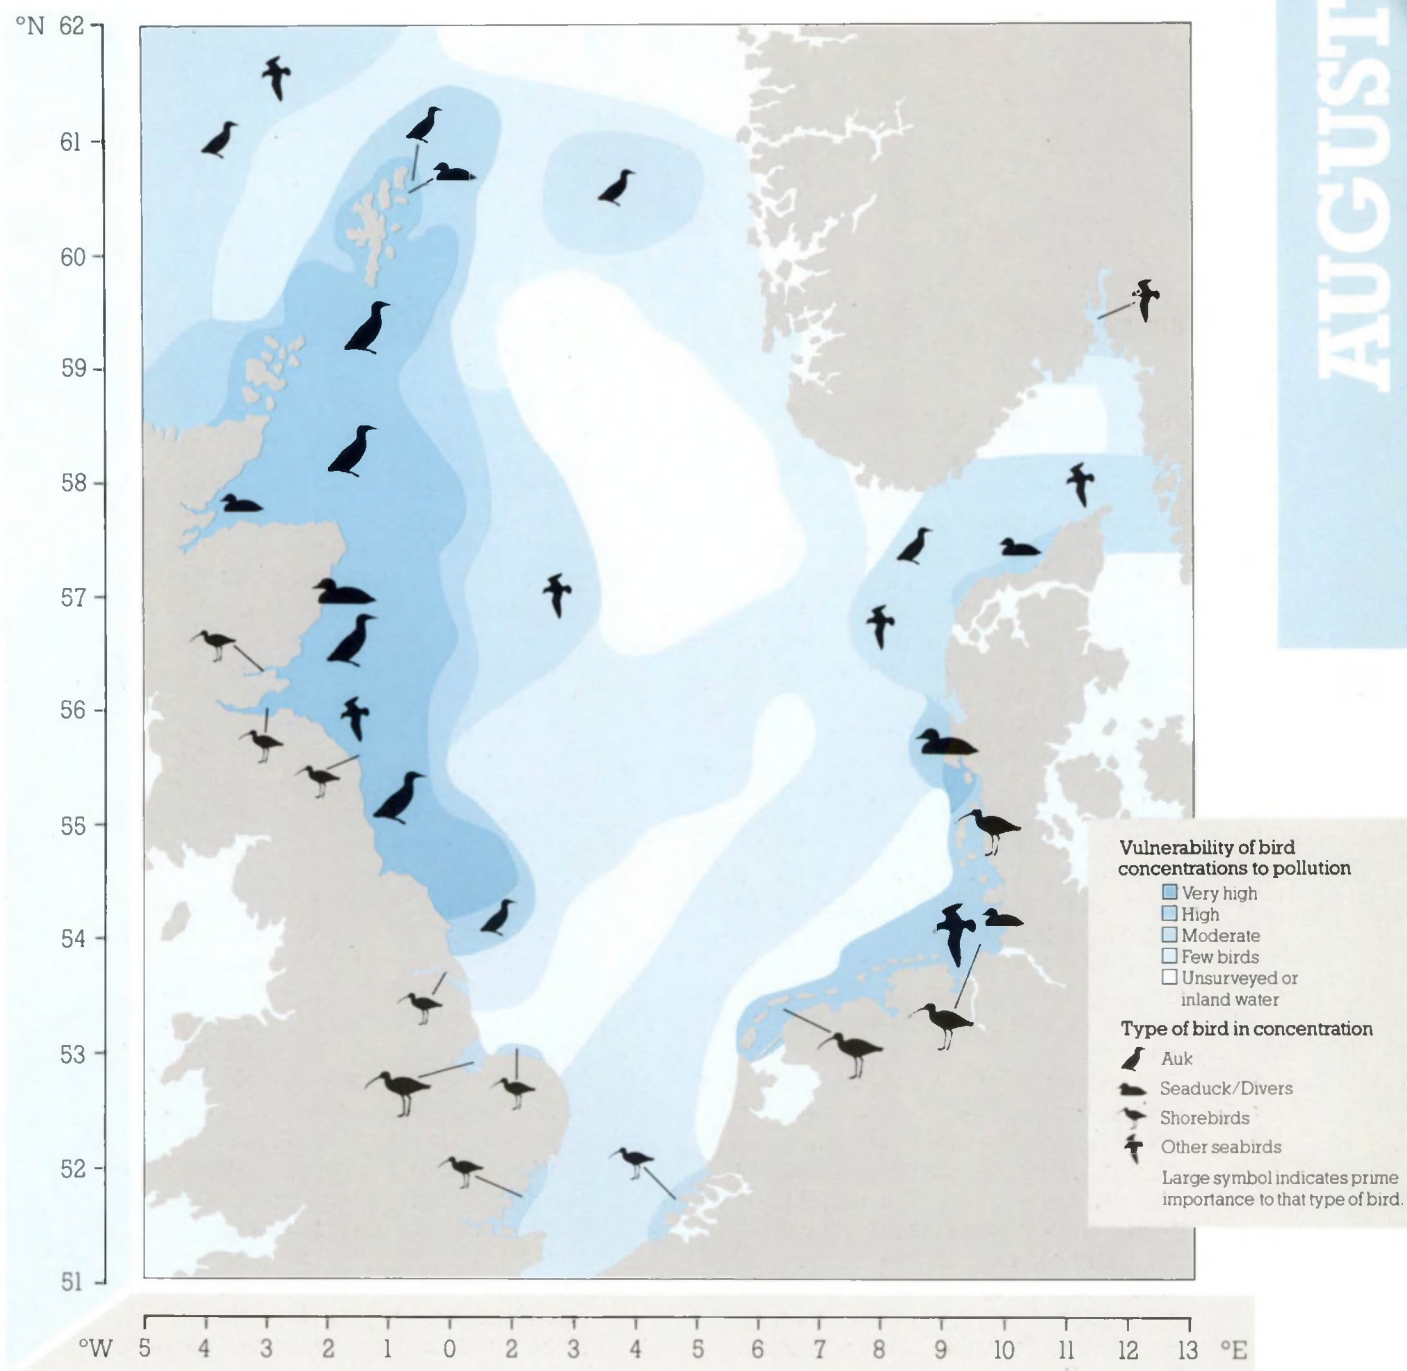 AUGUST
°N 62
61
60
59
58
57
56
55
54
53
52
51
Vulnerability of bird
concentrations to pollution
Very high
High
Moderate
Few birds
Unsurveyed or
inland water
Type of bird in concentration
Auk
Seaduck/Divers
Shorebirds
Other seabirds
Large symbol indicates prime
importance to that type of bird.
°W 5 4 3 2 1 0 2 3 4 5 6 7 8 9 10 11 12 13 °E